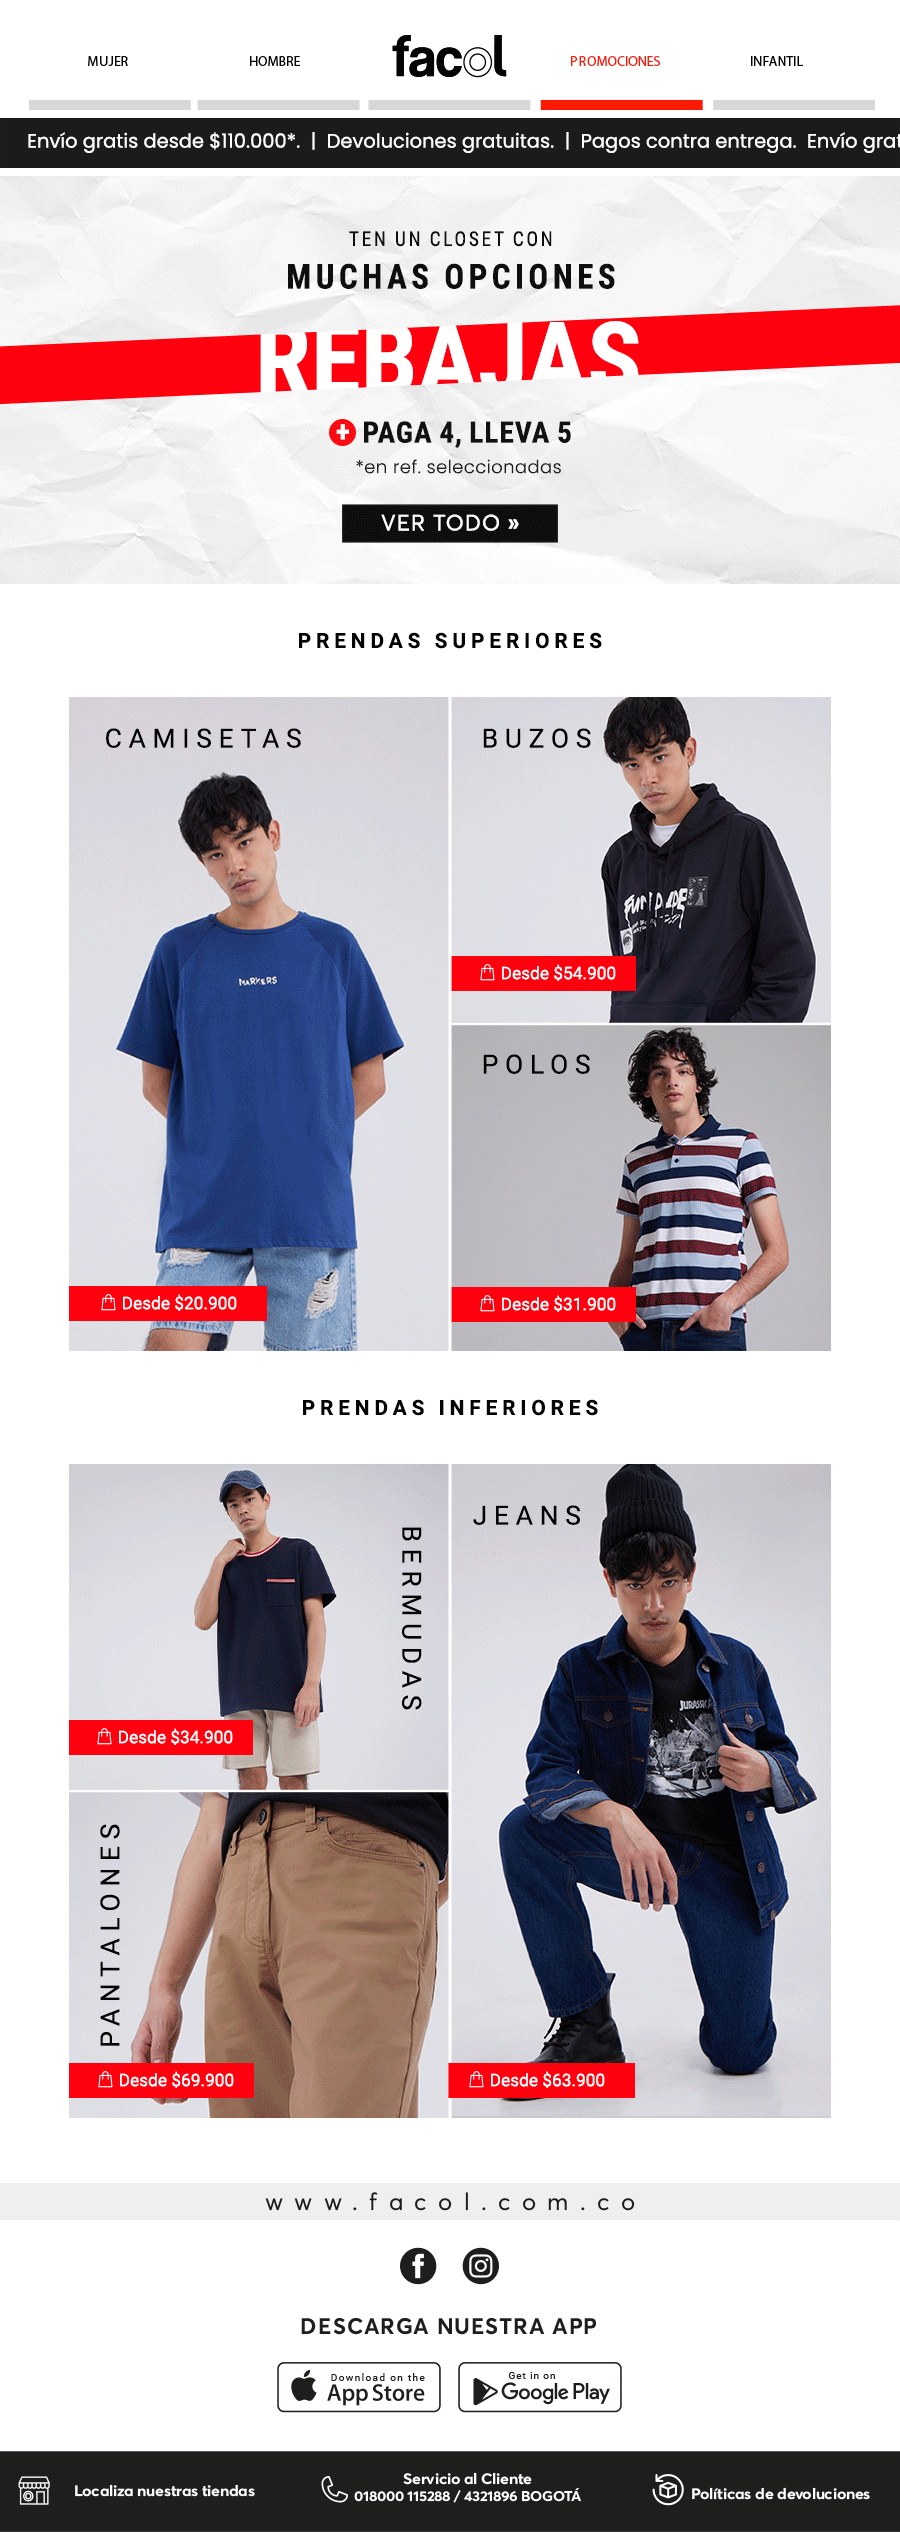 MUJER
HOMBRE
facol
PROMOCIONES
INFANTIL
Envío gratis desde $110.000*. | Devoluciones gratuitas. | Pagos contra entrega. Envío grat
TEN UN CLOSET CON
MUCHAS OPCIONES
REBAJAS
+ PAGA 4, LLEVA 5
*en ref. seleccionadas
VER TODO »
PRENDAS SUPERIORES
CAMISETAS
MARKERS
Desde $20.900
BUZOS
Desde $54.900
POLOS
Desde $31.900
PRENDAS INFERIORES
BERMUDAS
Desde $34.900
JEANS
JURASSIC
PANTALONES
Desde $69.900
Desde $63.900
www.facol.com.co
DESCARGA NUESTRA APP
Download on the
App Store
Get in on
Google Play
Localiza nuestras tiendas
Servicio al Cliente
018000 115288 / 4321896 BOGOTÁ
Políticas de devoluciones